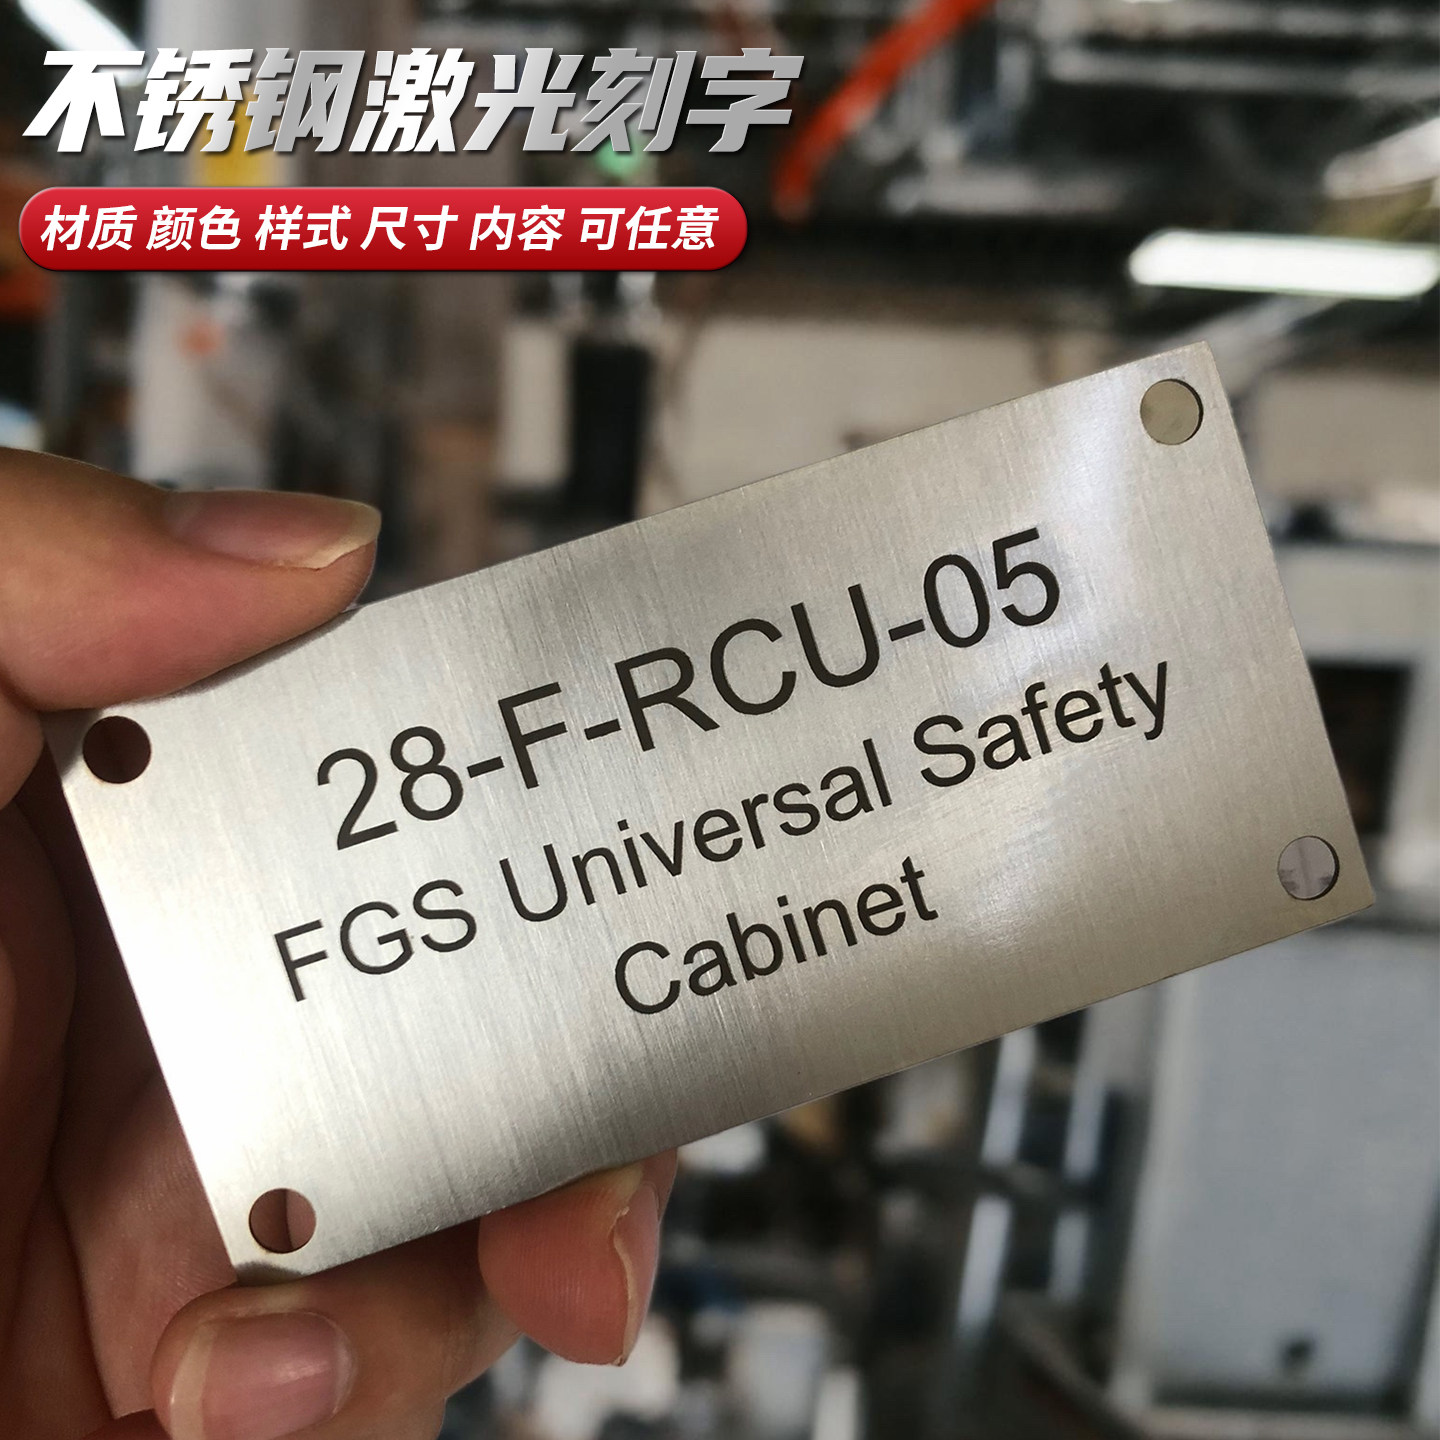 不锈钢激光刻字
材质 颜色 样式 尺寸 内容 可任意
28-F-RCU-05
FGS Universal Safety
Cabinet